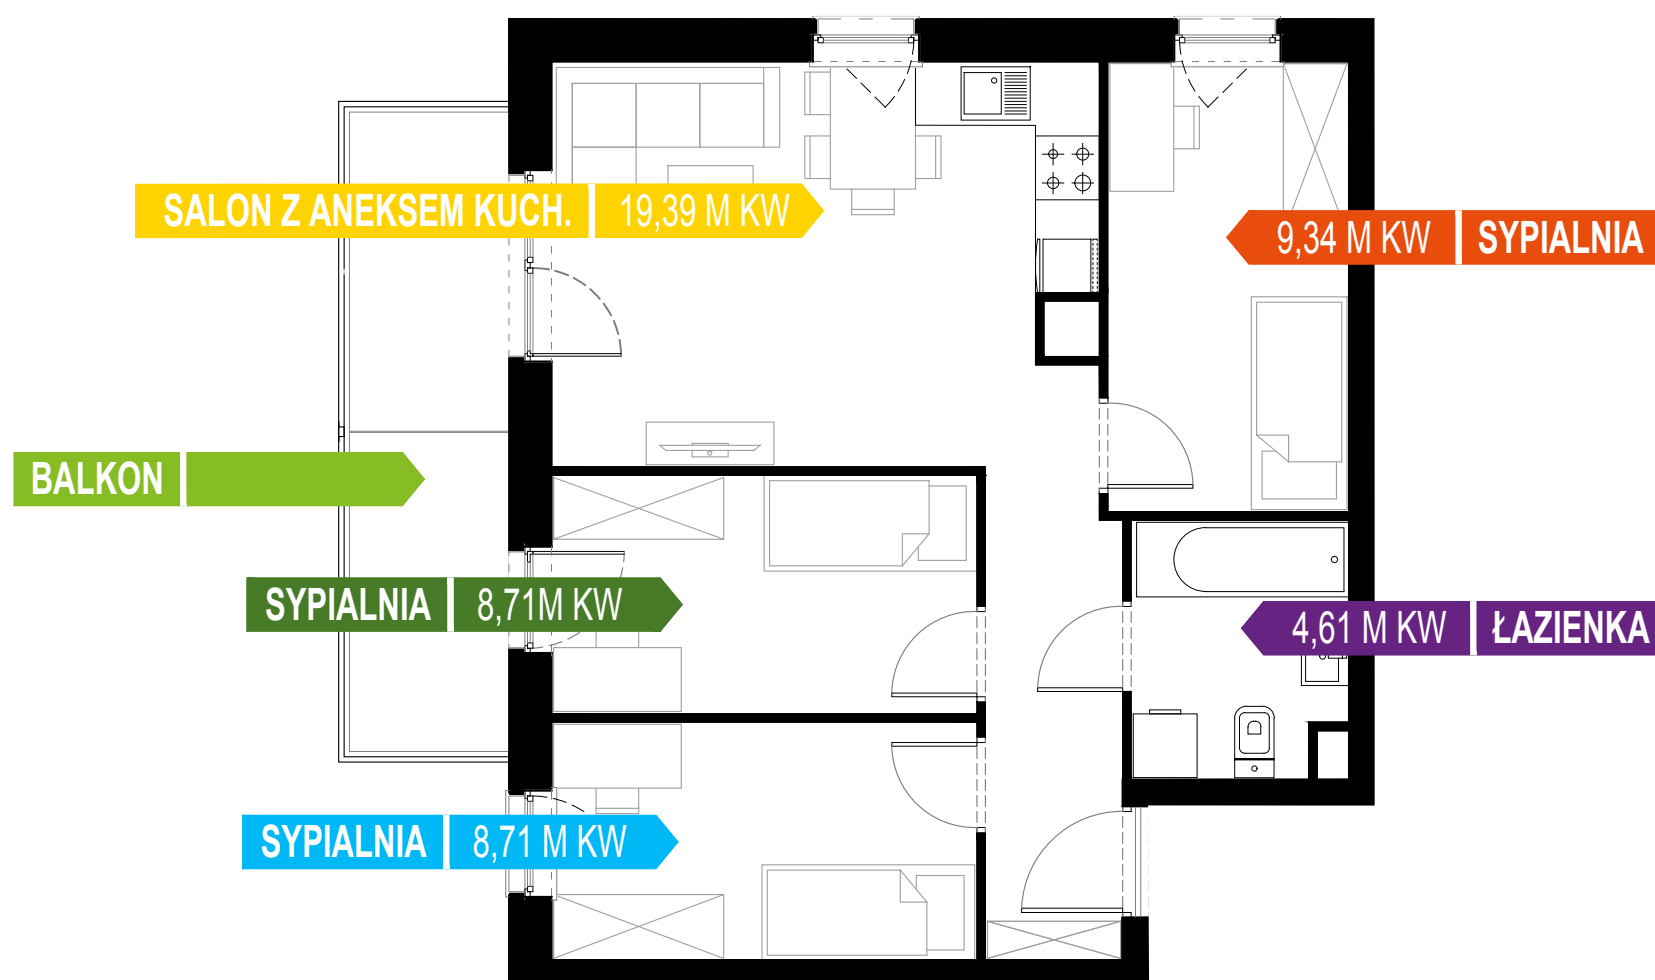 SALON Z ANEKSEM KUCH. 19,39 M KW
9,34 M KW SYPIALNIA
BALKON
SYPIALNIA 8,71M KW
4,61 M KW ŁAZIENKA
SYPIALNIA 8,71 M KW